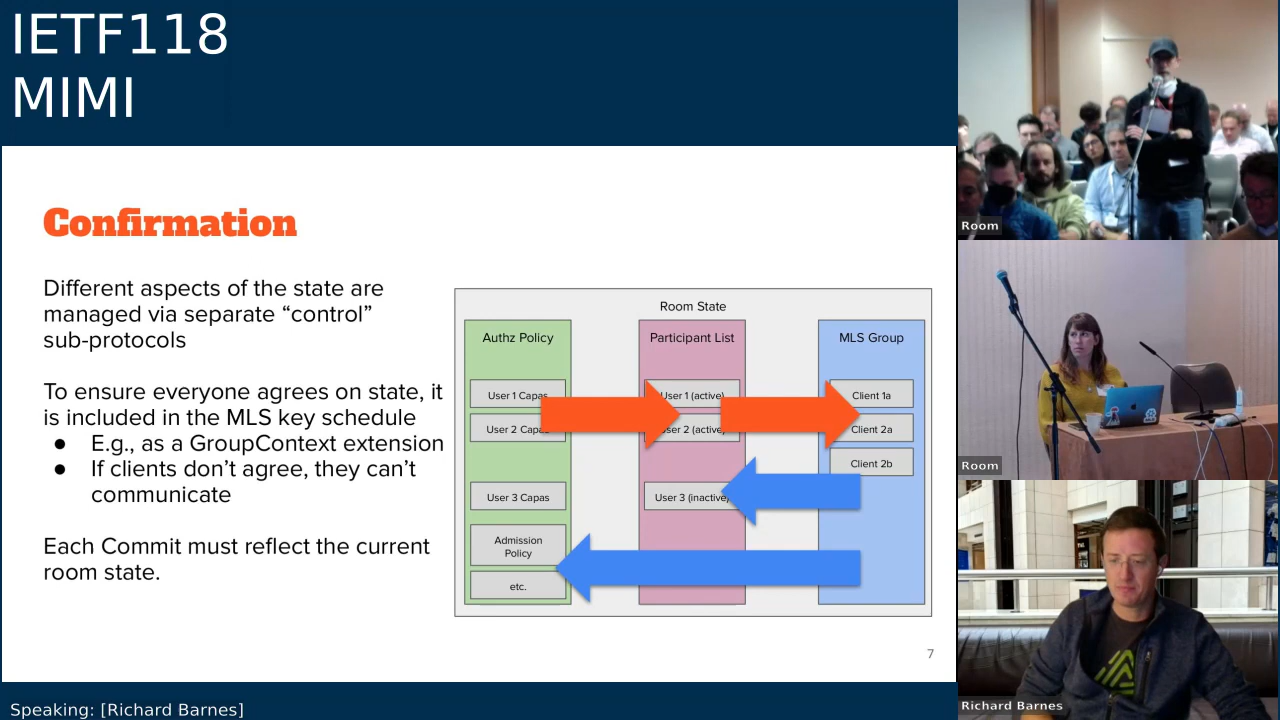 IETF118
MIMI
Confirmation
Different aspects of the state are
managed via separate “control”
sub-protocols
To ensure everyone agrees on state, it
is included in the MLS key schedule
● E.g., as a GroupContext extension
● If clients don’t agree, they can’t
communicate
Each Commit must reflect the current
room state.
Room State
Authz Policy
User 1 Capas
User 2 Capas
User 3 Capas
Admission
Policy
etc.
Participant List
User 1 (active)
User 2 (active)
User 3 (inactive)
MLS Group
Client 1a
Client 2a
Client 2b
7
Room
Room
Richard Barnes
Speaking: [Richard Barnes]